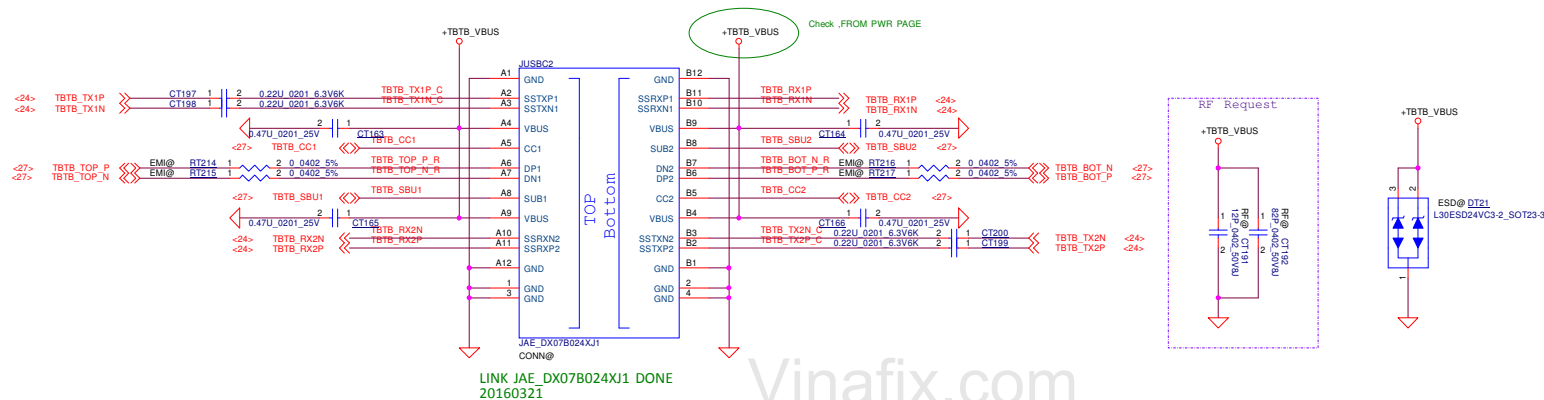 Check ,FROM PWR PAGE
+TBTB_VBUS
+TBTB_VBUS
JUSBC2
<24> TBTB_TX1P
CT197 1 2 0.22U_0201_6.3V6K
TBTB_TX1P_C
A1 GND
A2 SSTXP1
<24> TBTB_TX1N
CT198 1 2 0.22U_0201_6.3V6K
TBTB_TX1N_C
A3 SSTXN1
2 1 CT163
0.47U_0201_25V
A4 VBUS
<27> TBTB_CC1
TBTB_CC1
A5 CC1
<27> TBTB_TOP_P
EMI@ RT214 1 2 0_0402_5%
TBTB_TOP_P_R
A6 DP1
<27> TBTB_TOP_N
EMI@ RT215 1 2 0_0402_5%
TBTB_TOP_N_R
A7 DN1
<27> TBTB_SBU1
TBTB_SBU1
A8 SUB1
2 1 CT165
0.47U_0201_25V
A9 VBUS
<24> TBTB_RX2N
TBTB_RX2N
A10 SSRXN2
<24> TBTB_RX2P
TBTB_RX2P
A11 SSRXP2
A12 GND
1 GND
3 GND
TOP
Bottom
GND B12
SSRXP1 B11
TBTB_RX1P
TBTB_RX1P <24>
SSRXN1 B10
TBTB_RX1N
TBTB_RX1N <24>
VBUS B9
CT164 1 2
0.47U_0201_25V
SUB2 B8
TBTB_SBU2
TBTB_SBU2 <27>
DN2 B7
TBTB_BOT_N_R
EMI@ RT216 1 2 0_0402_5%
TBTB_BOT_N <27>
DP2 B6
TBTB_BOT_P_R
EMI@ RT217 1 2 0_0402_5%
TBTB_BOT_P <27>
CC2 B5
TBTB_CC2
TBTB_CC2 <27>
VBUS B4
CT166 1 2
0.47U_0201_25V
SSTXN2 B3
TBTB_TX2N_C
0.22U_0201_6.3V6K 2 1 CT200
TBTB_TX2N <24>
SSTXP2 B2
TBTB_TX2P_C
0.22U_0201_6.3V6K 2 1 CT199
TBTB_TX2P <24>
GND B1
GND 2
GND 4
JAE_DX07B024XJ1
CONN@
LINK JAE_DX07B024XJ1 DONE
20160321
RF Request
+TBTB_VBUS
RF@ CT191
12P_0402_50V8J
1
2
RF@ CT192
82P_0402_50V8J
1
2
+TBTB_VBUS
3
2
1
ESD@ DT21
L30ESD24VC3-2_SOT23-3
Vinafix.com